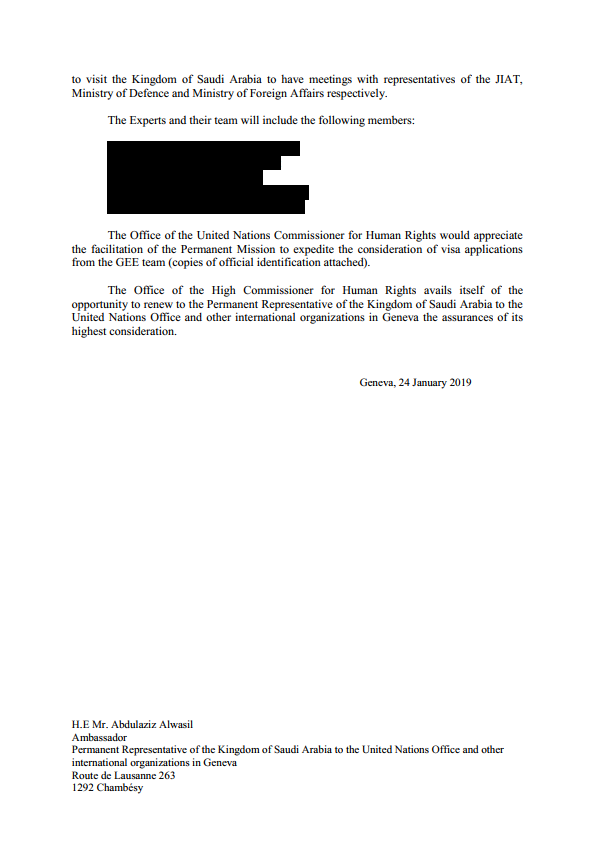 to visit the Kingdom of Saudi Arabia to have meetings with representatives of the JIAT,
Ministry of Defence and Ministry of Foreign Affairs respectively.
The Experts and their team will include the following members:
The Office of the United Nations Commissioner for Human Rights would appreciate
the facilitation of the Permanent Mission to expedite the consideration of visa applications
from the GEE team (copies of official identification attached).
The Office of the High Commissioner for Human Rights avails itself of the
opportunity to renew to the Permanent Representative of the Kingdom of Saudi Arabia to the
United Nations Office and other international organizations in Geneva the assurances of its
highest consideration.
Geneva, 24 January 2019
H.E Mr. Abdulaziz Alwasil
Ambassador
Permanent Representative of the Kingdom of Saudi Arabia to the United Nations Office and other
international organizations in Geneva
Route de Lausanne 263
1292 Chambésy